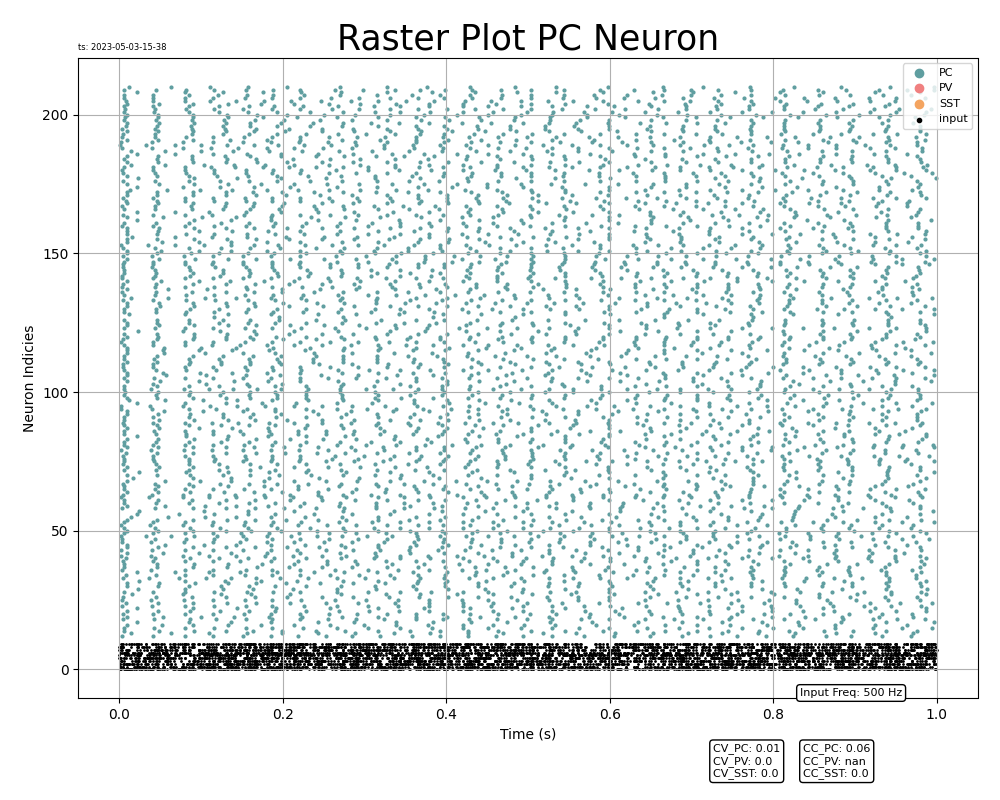 Raster Plot PC Neuron
ts: 2023-05-03-15-38
PC
PV
SST
input
200
150
100
50
0
Neuron Indicies
0.0 0.2 0.4 0.6 0.8 1.0
Time (s)
Input Freq: 500 Hz
CV_PC: 0.01
CV_PV: 0.0
CV_SST: 0.0
CC_PC: 0.06
CC_PV: nan
CC_SST: 0.0